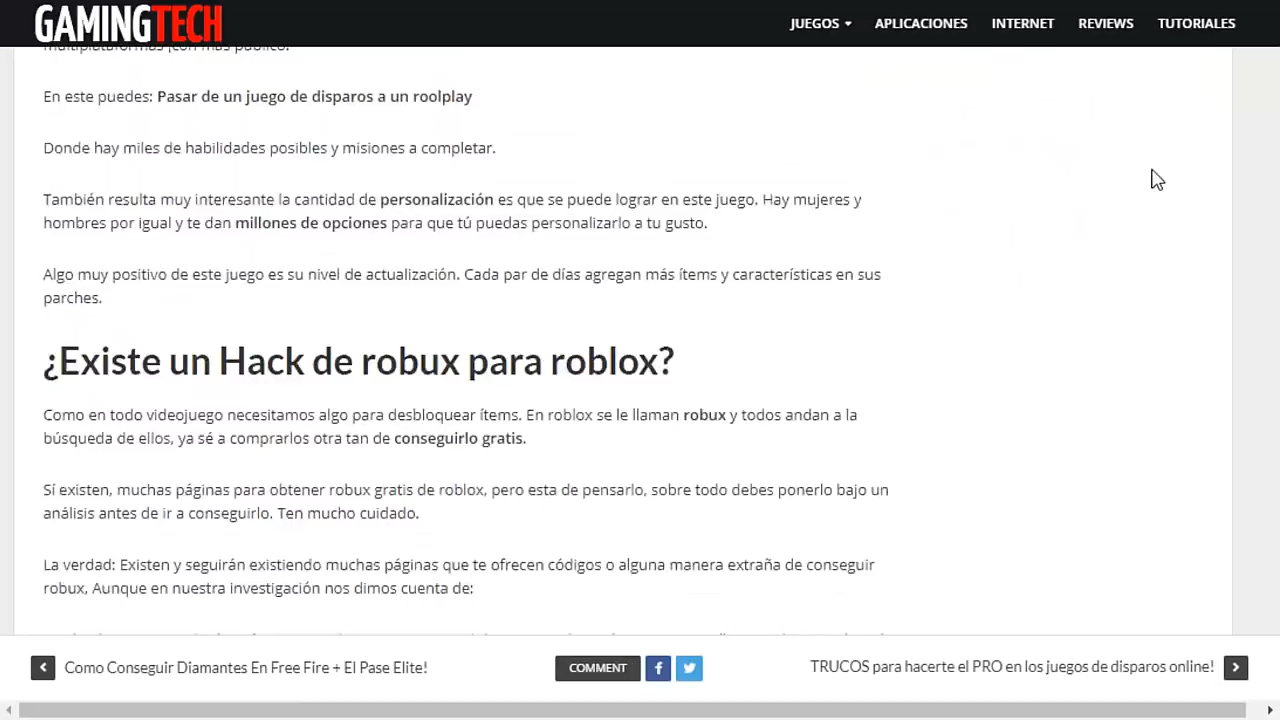 GAMINGTECH
JUEGOS APLICACIONES INTERNET REVIEWS TUTORIALES
multiplataformas ¡con más público!
En este puedes: Pasar de un juego de disparos a un roolplay
Donde hay miles de habilidades posibles y misiones a completar.
También resulta muy interesante la cantidad de personalización es que se puede lograr en este juego. Hay mujeres y
hombres por igual y te dan millones de opciones para que tú puedas personalizarlo a tu gusto.
Algo muy positivo de este juego es su nivel de actualización. Cada par de días agregan más ítems y características en sus
parches.
¿Existe un Hack de robux para roblox?
Como en todo videojuego necesitamos algo para desbloquear ítems. En roblox se le llaman robux y todos andan a la
búsqueda de ellos, ya sé a comprarlos otra tan de conseguirlo gratis.
Sí existen, muchas páginas para obtener robux gratis de roblox, pero esta de pensarlo, sobre todo debes ponerlo bajo un
análisis antes de ir a conseguirlo. Ten mucho cuidado.
La verdad: Existen y seguirán existiendo muchas páginas que te ofrecen códigos o alguna manera extraña de conseguir
robux, Aunque en nuestra investigación nos dimos cuenta de:
Como Conseguir Diamantes En Free Fire + El Pase Elite!
COMMENT
TRUCOS para hacerte el PRO en los juegos de disparos online!